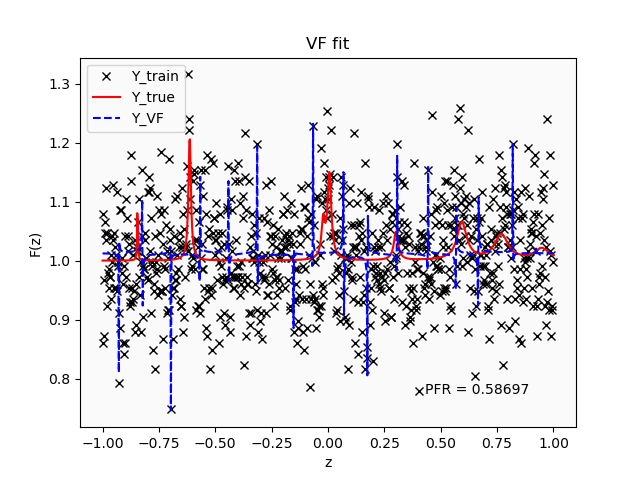 VF fit
Y_train
Y_true
Y_VF
F(z)
1.3
1.2
1.1
1.0
0.9
0.8
PFR = 0.58697
−1.00 −0.75 −0.50 −0.25 0.00 0.25 0.50 0.75 1.00
z